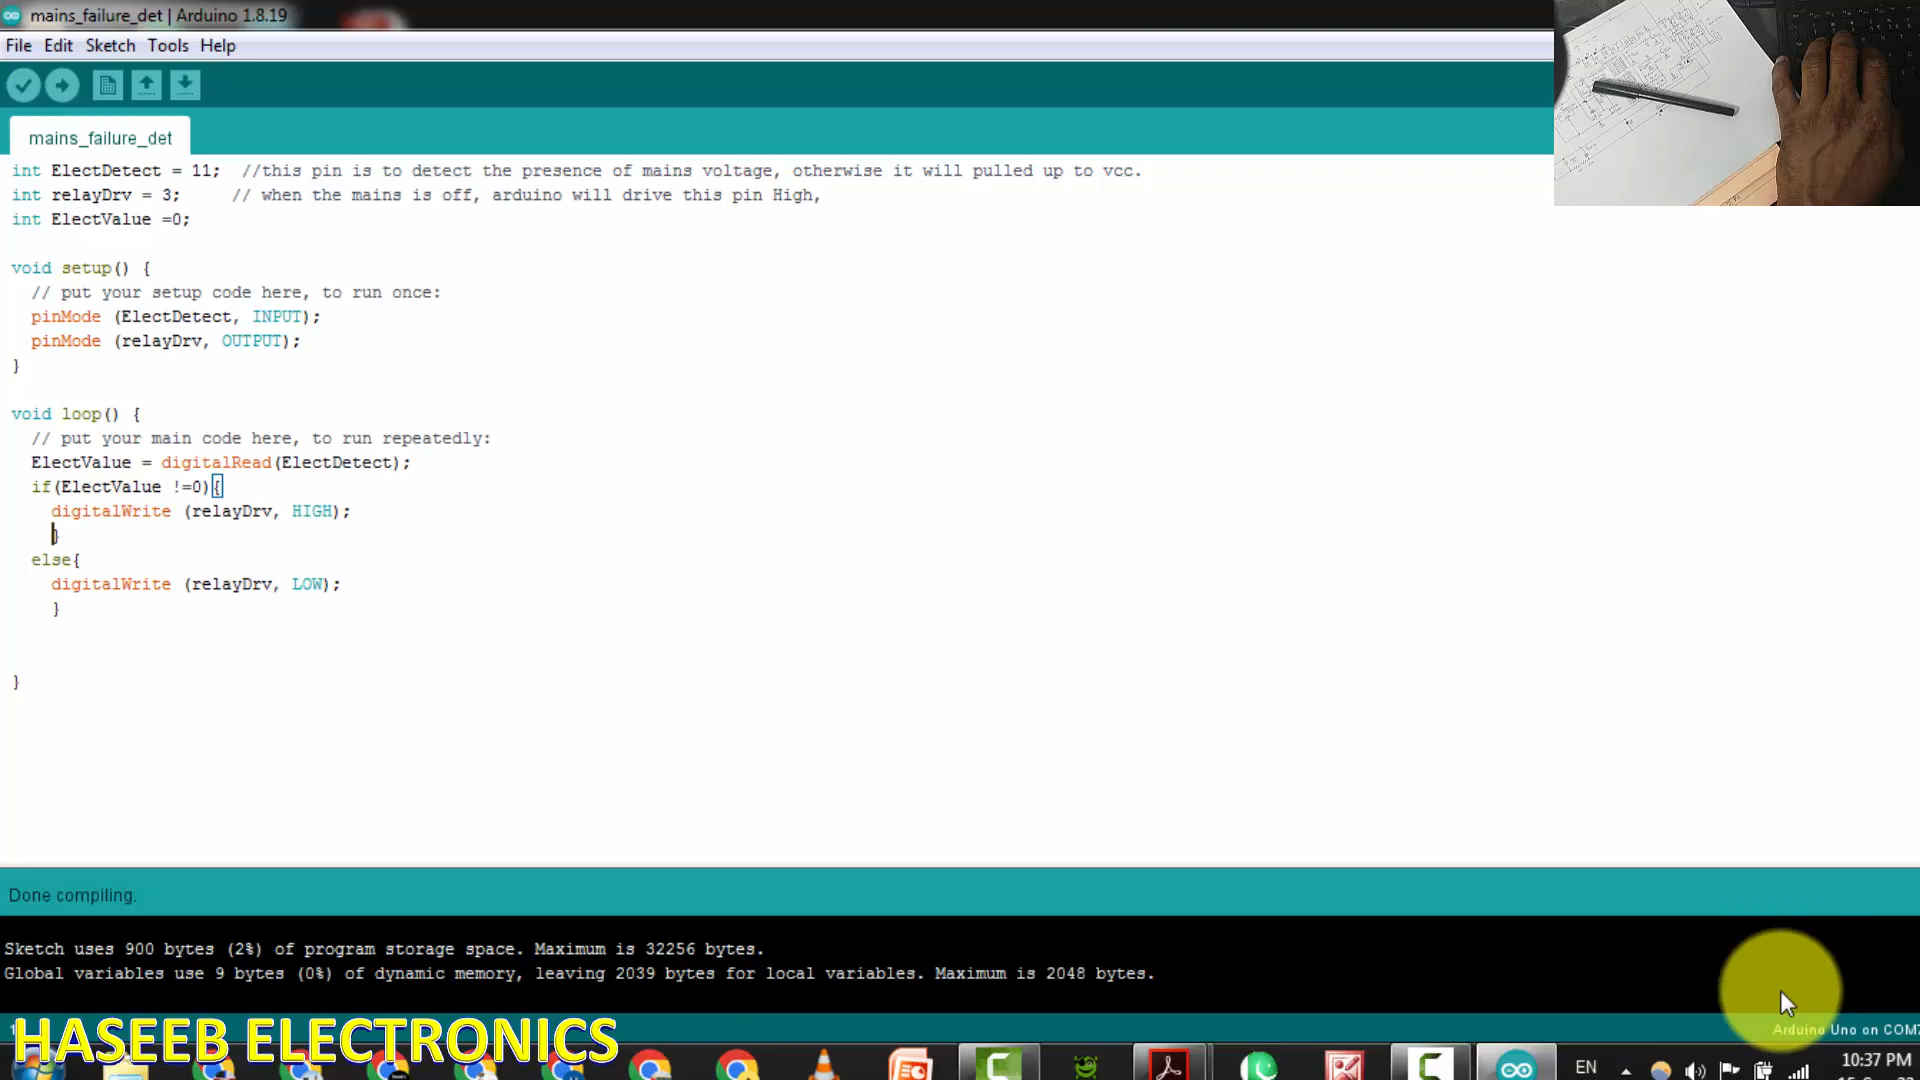 mains_failure_det | Arduino 1.8.19
File Edit Sketch Tools Help
mains_failure_det
int ElectDetect = 11;  //this pin is to detect the presence of mains voltage, otherwise it will pulled up to vcc.
int relayDrv = 3;     // when the mains is off, arduino will drive this pin High,
int ElectValue =0;
void setup() {
  // put your setup code here, to run once:
  pinMode (ElectDetect, INPUT);
  pinMode (relayDrv, OUTPUT);
}
void loop() {
  // put your main code here, to run repeatedly:
  ElectValue = digitalRead(ElectDetect);
  if(ElectValue !=0){
    digitalWrite (relayDrv, HIGH);
    }
  else{
    digitalWrite (relayDrv, LOW);
    }
}
Done compiling.
Sketch uses 900 bytes (2%) of program storage space. Maximum is 32256 bytes.
Global variables use 9 bytes (0%) of dynamic memory, leaving 2039 bytes for local variables. Maximum is 2048 bytes.
Arduino Uno on COM7
HASEEB ELECTRONICS
EN
10:37 PM